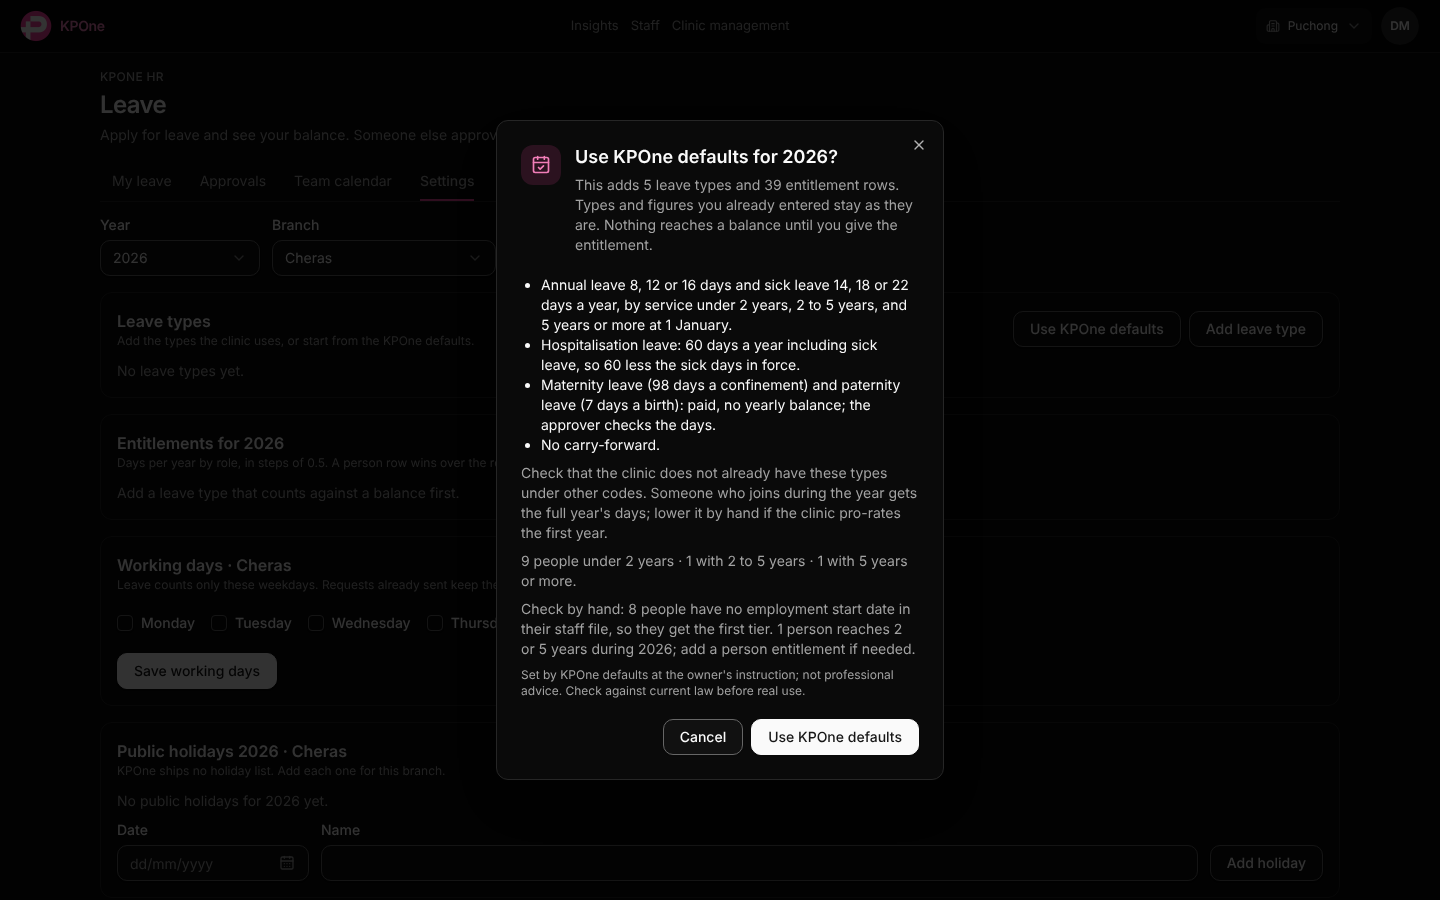 KPOne
Insights Staff Clinic management
Puchong
DM
KPONE HR
Leave
Apply for leave and see your balance. Someone else approv
My leave Approvals Team calendar Settings
Year Branch
2026 Cheras
Leave types
Add the types the clinic uses, or start from the KPOne defaults.
No leave types yet.
Use KPOne defaults Add leave type
Entitlements for 2026
Days per year by role, in steps of 0.5. A person row wins over the ro
Add a leave type that counts against a balance first.
Working days · Cheras
Leave counts only these weekdays. Requests already sent keep the
Monday Tuesday Wednesday Thursd
Save working days
Public holidays 2026 · Cheras
KPOne ships no holiday list. Add each one for this branch.
No public holidays for 2026 yet.
Date Name
dd/mm/yyyy
Add holiday
Use KPOne defaults for 2026?
This adds 5 leave types and 39 entitlement rows.
Types and figures you already entered stay as they
are. Nothing reaches a balance until you give the
entitlement.
• Annual leave 8, 12 or 16 days and sick leave 14, 18 or 22
days a year, by service under 2 years, 2 to 5 years, and
5 years or more at 1 January.
• Hospitalisation leave: 60 days a year including sick
leave, so 60 less the sick days in force.
• Maternity leave (98 days a confinement) and paternity
leave (7 days a birth): paid, no yearly balance; the
approver checks the days.
• No carry-forward.
Check that the clinic does not already have these types
under other codes. Someone who joins during the year gets
the full year's days; lower it by hand if the clinic pro-rates
the first year.
9 people under 2 years · 1 with 2 to 5 years · 1 with 5 years
or more.
Check by hand: 8 people have no employment start date in
their staff file, so they get the first tier. 1 person reaches 2
or 5 years during 2026; add a person entitlement if needed.
Set by KPOne defaults at the owner's instruction; not professional
advice. Check against current law before real use.
Cancel Use KPOne defaults